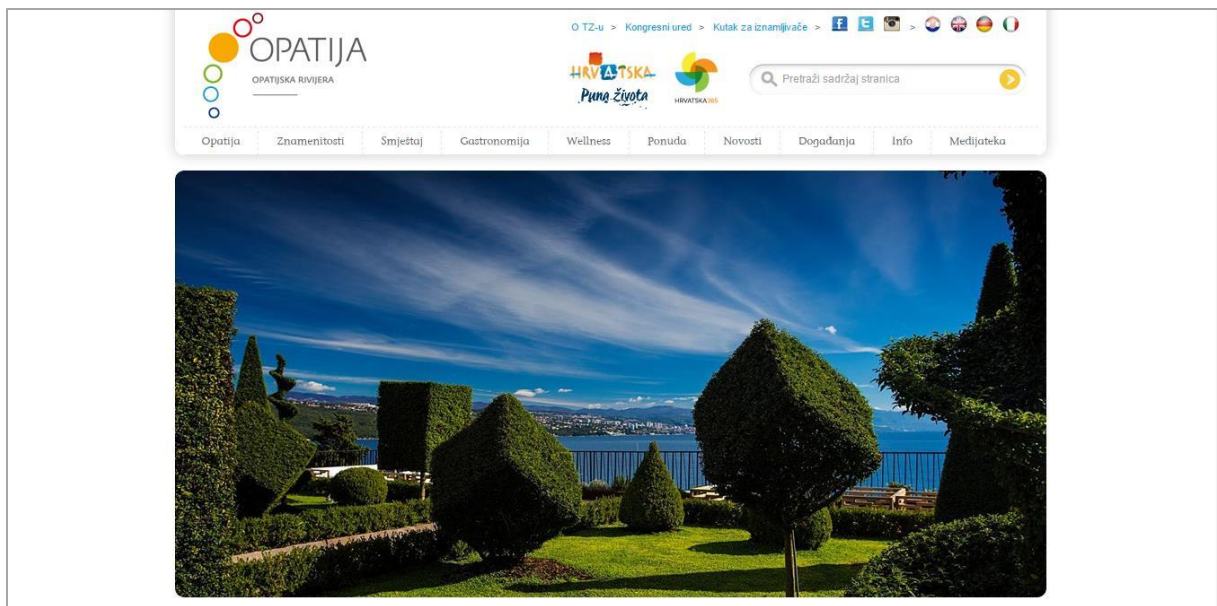 O TZ-u > Kongresni ured > Kutak za iznamljivače > >
OPATIJA
OPATIJSKA RIVIJERA
HRVATSKA
Puna života
HRVATSKA365
Pretraži sadržaj stranica
Opatija Znamenitosti Smještaj Gastronomija Wellness Ponuda Novosti Događanja Info Medijateka